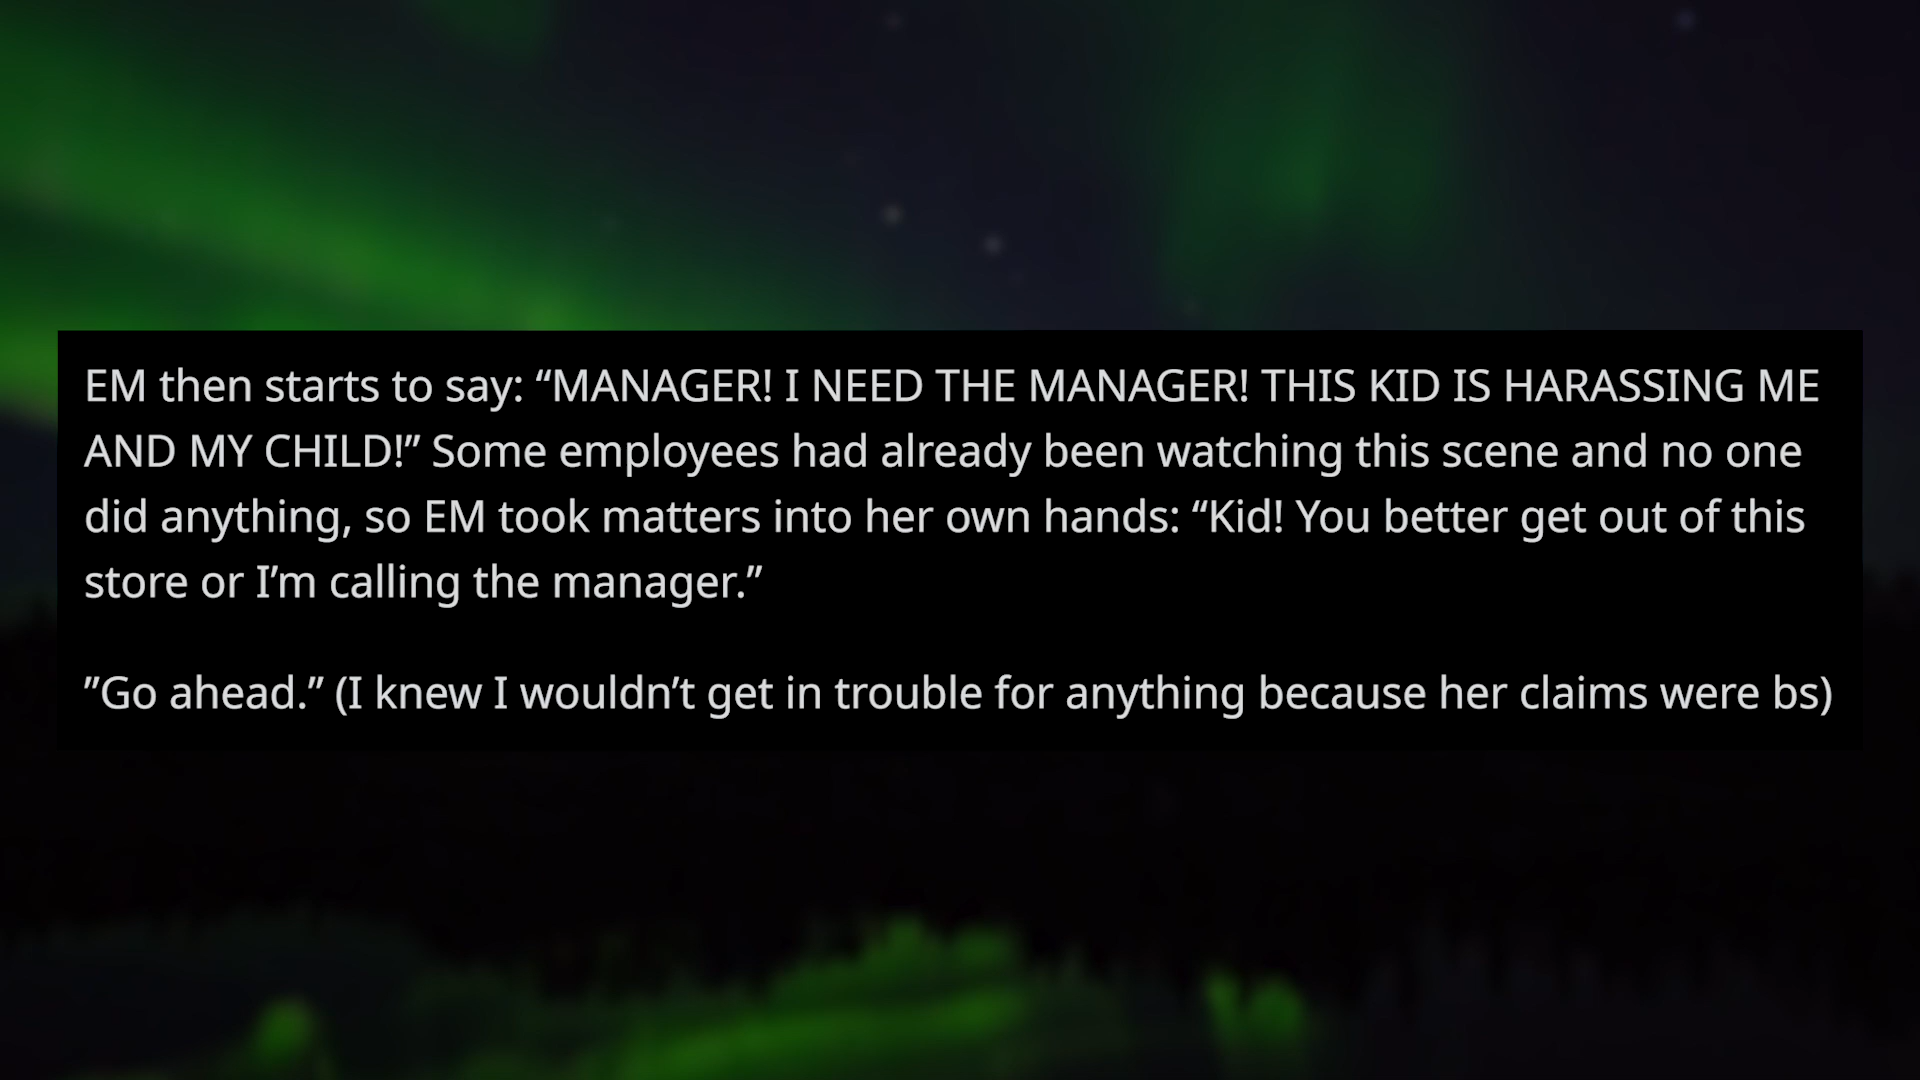 EM then starts to say: “MANAGER! I NEED THE MANAGER! THIS KID IS HARASSING ME
AND MY CHILD!” Some employees had already been watching this scene and no one
did anything, so EM took matters into her own hands: “Kid! You better get out of this
store or I’m calling the manager.”
”Go ahead.” (I knew I wouldn’t get in trouble for anything because her claims were bs)